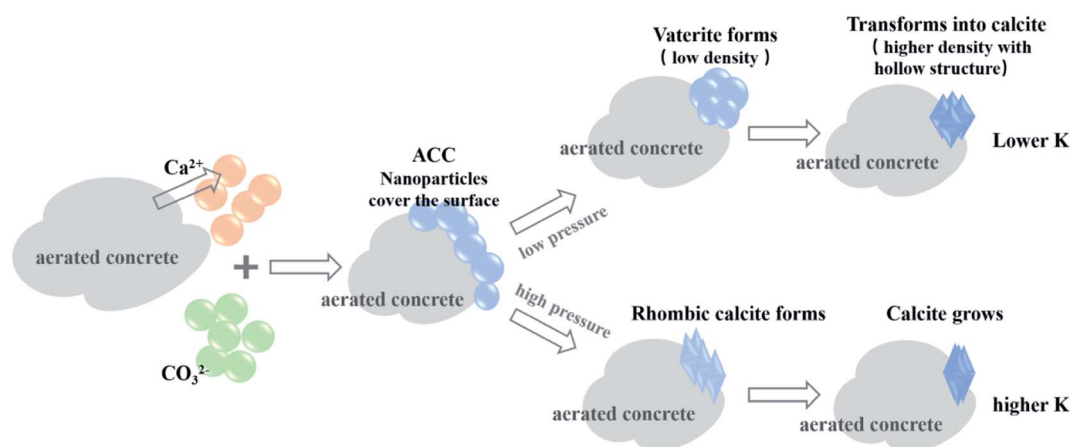 Ca²⁺
aerated concrete
+
CO₃²⁻
ACC
Nanoparticles
cover the surface
aerated concrete
low pressure
high pressure
Vaterite forms
( low density )
aerated concrete
Transforms into calcite
( higher density with
hollow structure)
aerated concrete
Lower K
Rhombic calcite forms
aerated concrete
Calcite grows
aerated concrete
higher K